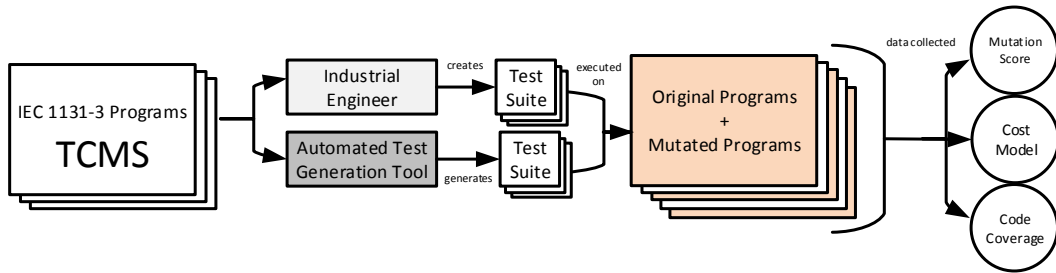 IEC 1131-3 Programs
TCMS
Industrial
Engineer
Automated Test
Generation Tool
creates
generates
Test
Suite
Test
Suite
executed
on
Original Programs
+
Mutated Programs
data collected
Mutation
Score
Cost
Model
Code
Coverage